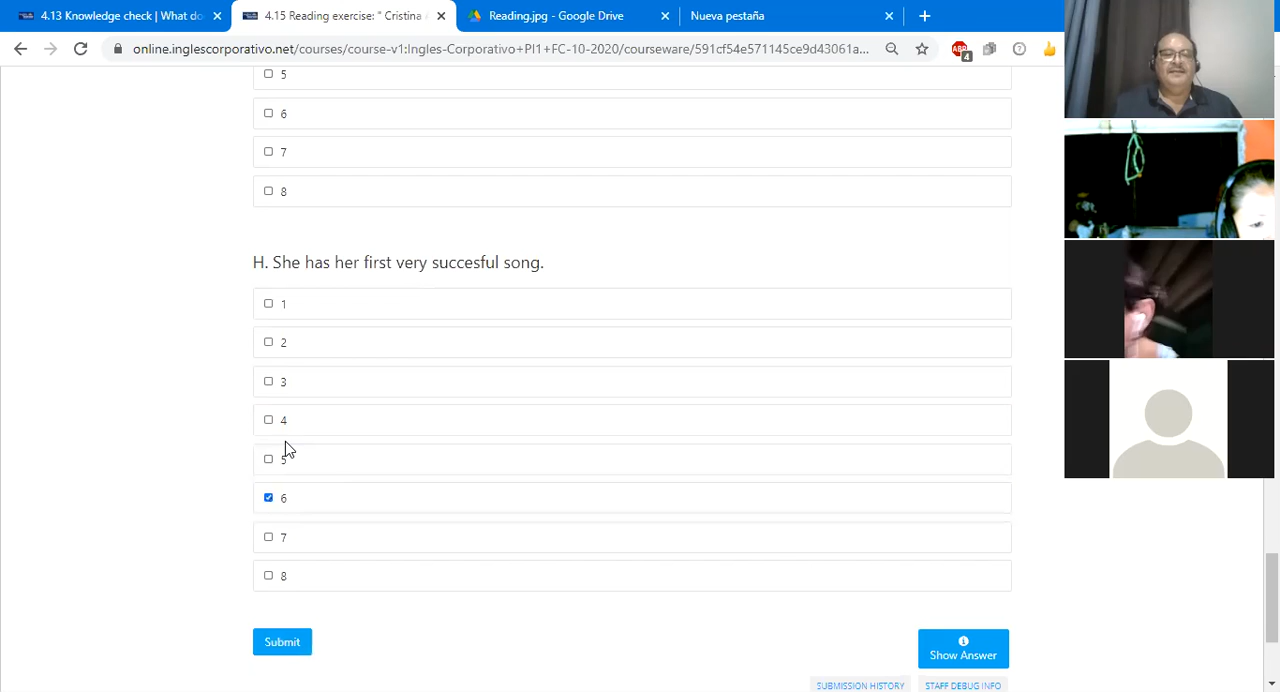 4.13 Knowledge check | What do
4.15 Reading exercise: " Cristina
Reading.jpg - Google Drive
Nueva pestaña
online.inglescorporativo.net/courses/course-v1:Ingles-Corporativo+PI1+FC-10-2020/courseware/591cf54e571145ce9d43061a...
ABP
4
5
6
7
8
H. She has her first very succesful song.
1
2
3
4
5
6
7
8
Submit
Show Answer
SUBMISSION HISTORY
STAFF DEBUG INFO